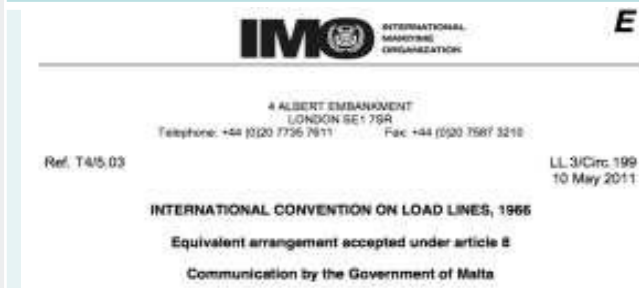 E
IMO
INTERNATIONAL
MARITIME
ORGANIZATION
4 ALBERT EMBANKMENT
LONDON SE1 7SR
Telephone: +44 (0)20 7735 7611 Fax: +44 (0)20 7587 3210
Ref. T4/5.03
LL.3/Circ.199
10 May 2011
INTERNATIONAL CONVENTION ON LOAD LINES, 1966
Equivalent arrangement accepted under article 8
Communication by the Government of Malta